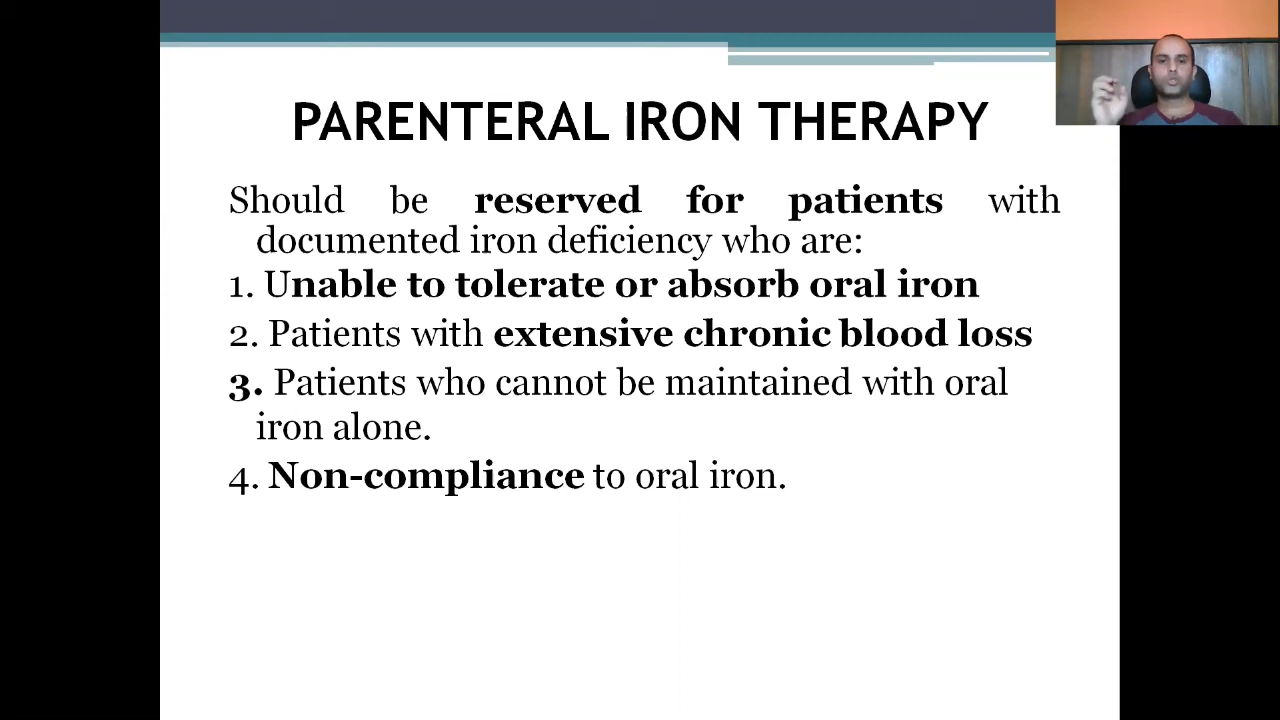 PARENTERAL IRON THERAPY
Should be reserved for patients with
documented iron deficiency who are:
1. Unable to tolerate or absorb oral iron
2. Patients with extensive chronic blood loss
3. Patients who cannot be maintained with oral
iron alone.
4. Non-compliance to oral iron.